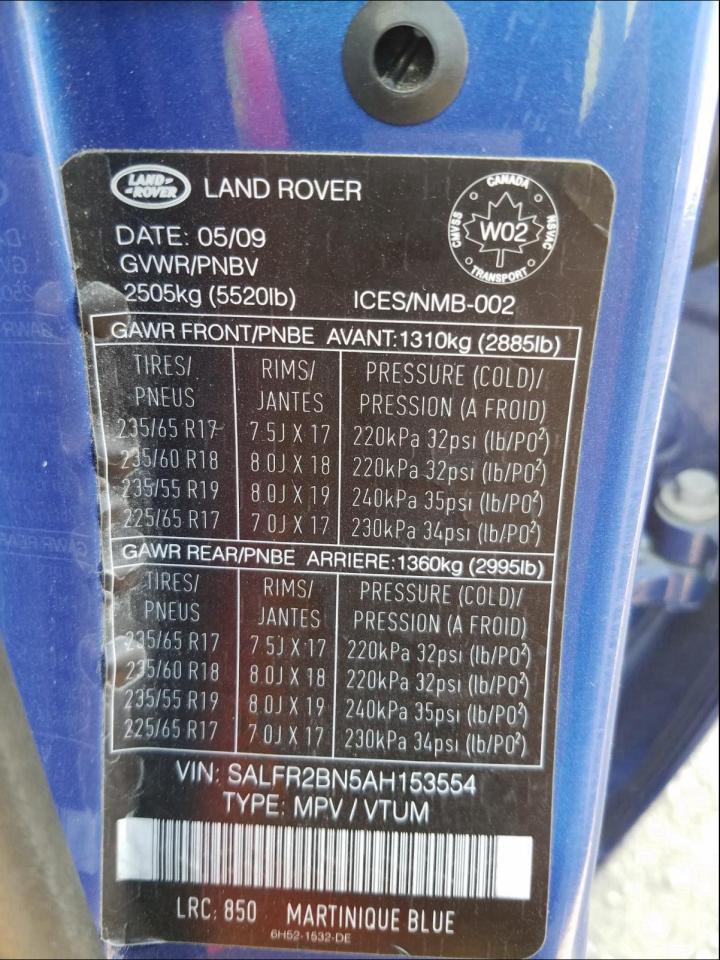 LAND ROVER LAND ROVER
CANADA
CMVSS W02 NSVAC
TRANSPORT
DATE: 05/09
GVWR/PNBV
2505kg (5520lb) ICES/NMB-002
GAWR FRONT/PNBE AVANT:1310kg (2885lb)
TIRES/ RIMS/ PRESSURE (COLD)/
PNEUS JANTES PRESSION (A FROID)
235/65 R17 7.5J X 17 220kPa 32psi (lb/PO²)
235/60 R18 8.0J X 18 220kPa 32psi (lb/PO²)
235/55 R19 8.0J X 19 240kPa 35psi (lb/PO²)
225/65 R17 7.0J X 17 230kPa 34psi (lb/PO²)
GAWR REAR/PNBE ARRIERE:1360kg (2995lb)
TIRES/ RIMS/ PRESSURE (COLD)/
PNEUS JANTES PRESSION (A FROID)
235/65 R17 7.5J X 17 220kPa 32psi (lb/PO²)
235/60 R18 8.0J X 18 220kPa 32psi (lb/PO²)
235/55 R19 8.0J X 19 240kPa 35psi (lb/PO²)
225/65 R17 7.0J X 17 230kPa 34psi (lb/PO²)
VIN: SALFR2BN5AH153554
TYPE: MPV / VTUM
LRC: 850 MARTINIQUE BLUE
6H52-1532-DE